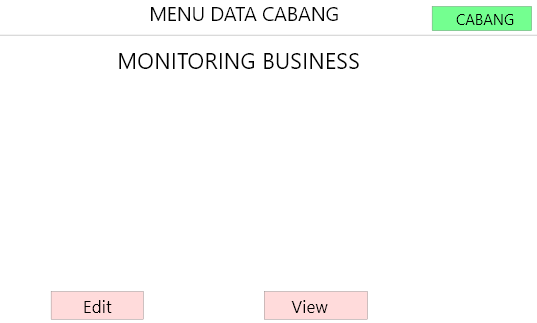 MENU DATA CABANG
CABANG
MONITORING BUSINESS
Edit
View